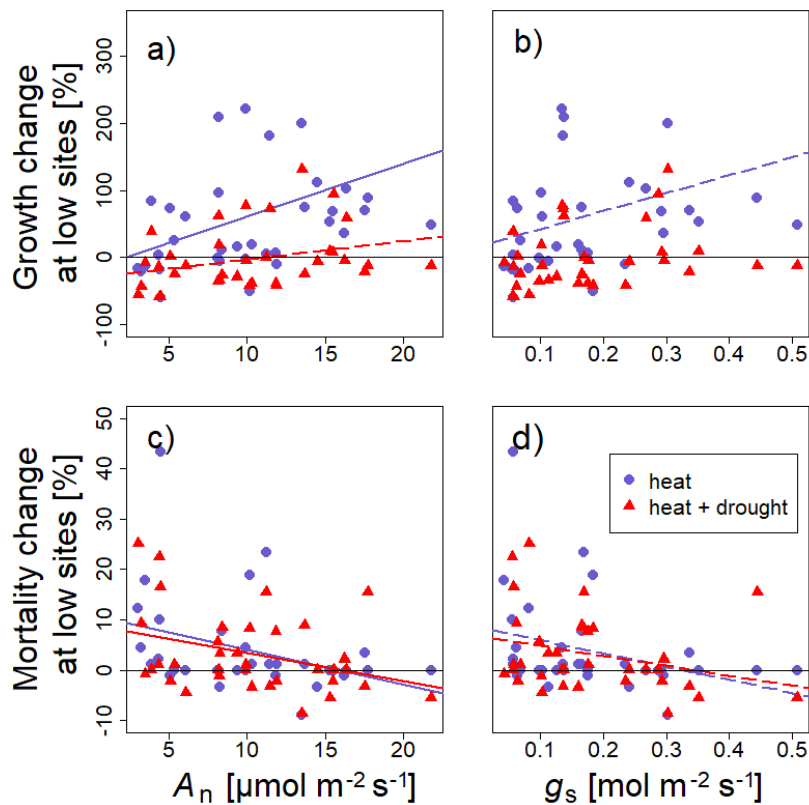 a)
b)
Growth change
at low sites [%]
-100 0 100 200 300
5 10 15 20
0.1 0.2 0.3 0.4 0.5
c)
d)
heat
heat + drought
Mortality change
at low sites [%]
-10 0 10 20 30 40 50
5 10 15 20
0.1 0.2 0.3 0.4 0.5
Aₙ [µmol m⁻² s⁻¹]
gₛ [mol m⁻² s⁻¹]